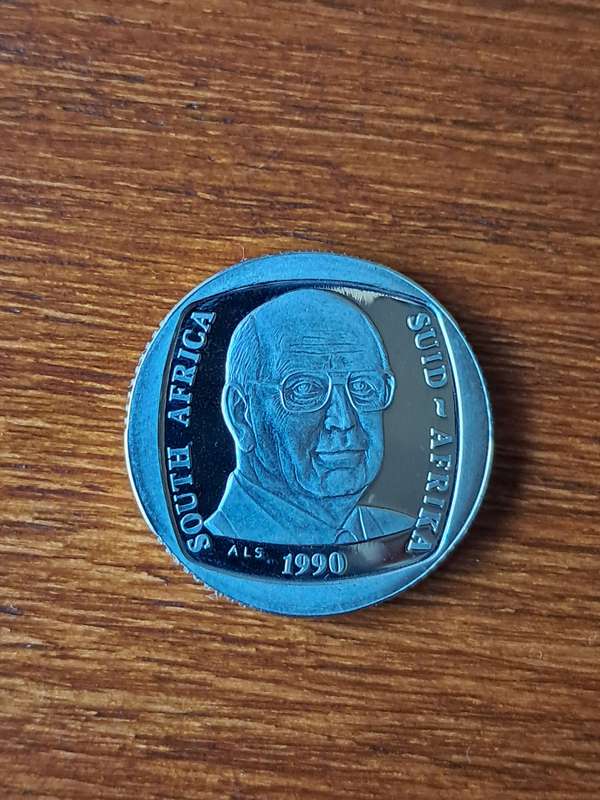 SOUTH AFRICA
SUID ~ AFRIKA
ALS
1990